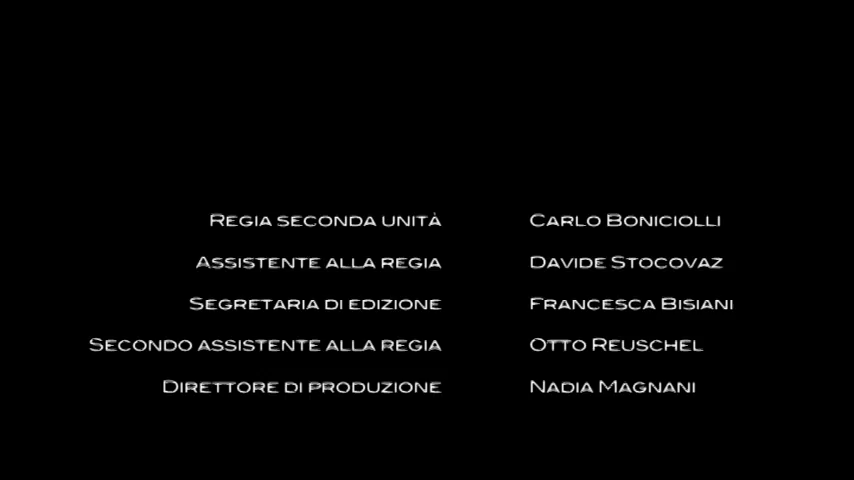 Regia seconda unità Carlo Boniciolli
Assistente alla regia Davide Stocovaz
Segretaria di edizione Francesca Bisiani
Secondo assistente alla regia Otto Reuschel
Direttore di produzione Nadia Magnani